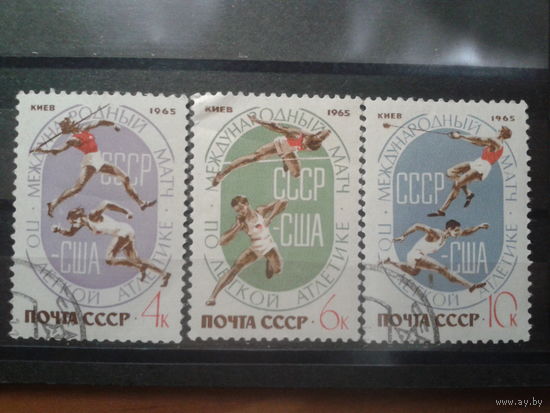 КИЕВ 1965
МЕЖДУНАРОДНЫЙ МАТЧ
СССР
-США
ПО ЛЕГКОЙ АТЛЕТИКЕ
ПОЧТА СССР 4К
КИЕВ 1965
МЕЖДУНАРОДНЫЙ МАТЧ
СССР
-США
ПО ЛЕГКОЙ АТЛЕТИКЕ
ПОЧТА СССР 6К
КИЕВ 1965
МЕЖДУНАРОДНЫЙ МАТЧ
СССР
-США
ПО ЛЕГКОЙ АТЛЕТИКЕ
ПОЧТА СССР 10К
www.ay.by